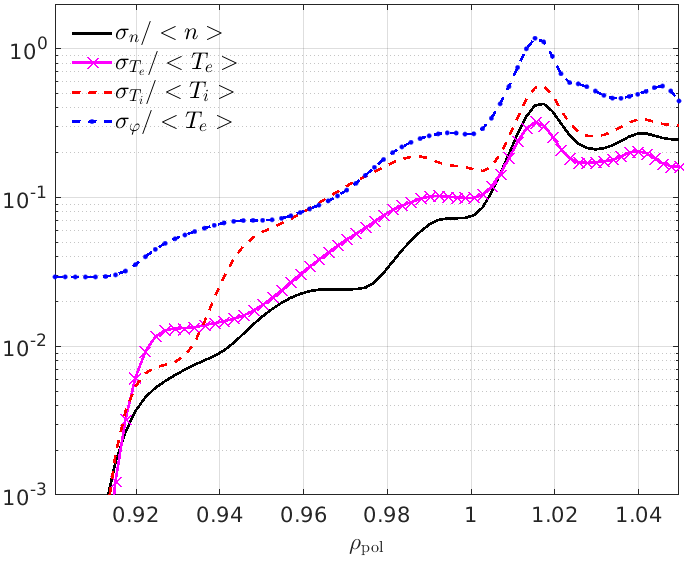 σ_n/ < n >
σ_{T_e}/ < T_e >
σ_{T_i}/ < T_i >
σ_φ/ < T_e >
10^0
10^{-1}
10^{-2}
10^{-3}
0.92 0.94 0.96 0.98 1 1.02 1.04
ρ_pol